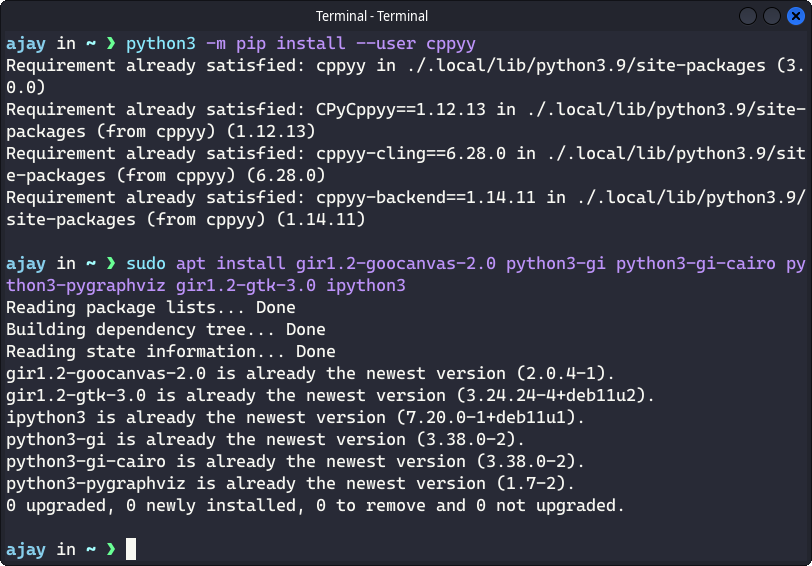 Terminal - Terminal
ajay in ~ ❯ python3 -m pip install --user cppyy
Requirement already satisfied: cppyy in ./.local/lib/python3.9/site-packages (3.
0.0)
Requirement already satisfied: CPyCppyy==1.12.13 in ./.local/lib/python3.9/site-
packages (from cppyy) (1.12.13)
Requirement already satisfied: cppyy-cling==6.28.0 in ./.local/lib/python3.9/sit
e-packages (from cppyy) (6.28.0)
Requirement already satisfied: cppyy-backend==1.14.11 in ./.local/lib/python3.9/
site-packages (from cppyy) (1.14.11)
ajay in ~ ❯ sudo apt install gir1.2-goocanvas-2.0 python3-gi python3-gi-cairo py
thon3-pygraphviz gir1.2-gtk-3.0 ipython3
Reading package lists... Done
Building dependency tree... Done
Reading state information... Done
gir1.2-goocanvas-2.0 is already the newest version (2.0.4-1).
gir1.2-gtk-3.0 is already the newest version (3.24.24-4+deb11u2).
ipython3 is already the newest version (7.20.0-1+deb11u1).
python3-gi is already the newest version (3.38.0-2).
python3-gi-cairo is already the newest version (3.38.0-2).
python3-pygraphviz is already the newest version (1.7-2).
0 upgraded, 0 newly installed, 0 to remove and 0 not upgraded.
ajay in ~ ❯